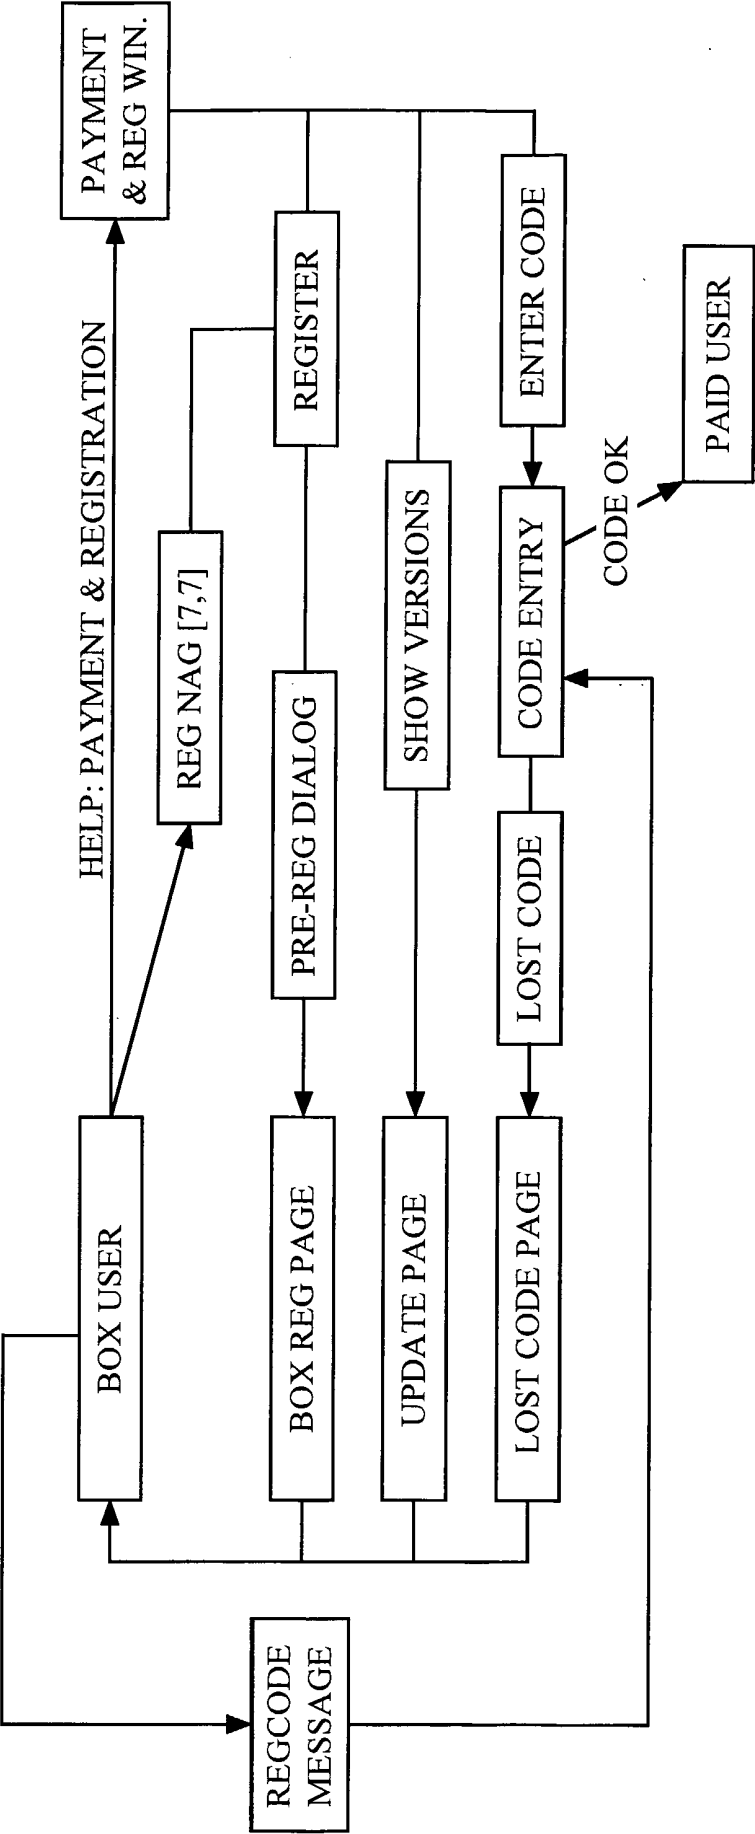 HELP: PAYMENT & REGISTRATION
PAYMENT
& REG WIN.
BOX USER
REG NAG [7,7]
REGCODE
MESSAGE
BOX REG PAGE
PRE-REG DIALOG
REGISTER
UPDATE PAGE
SHOW VERSIONS
LOST CODE PAGE
LOST CODE
CODE ENTRY
ENTER CODE
CODE OK
PAID USER